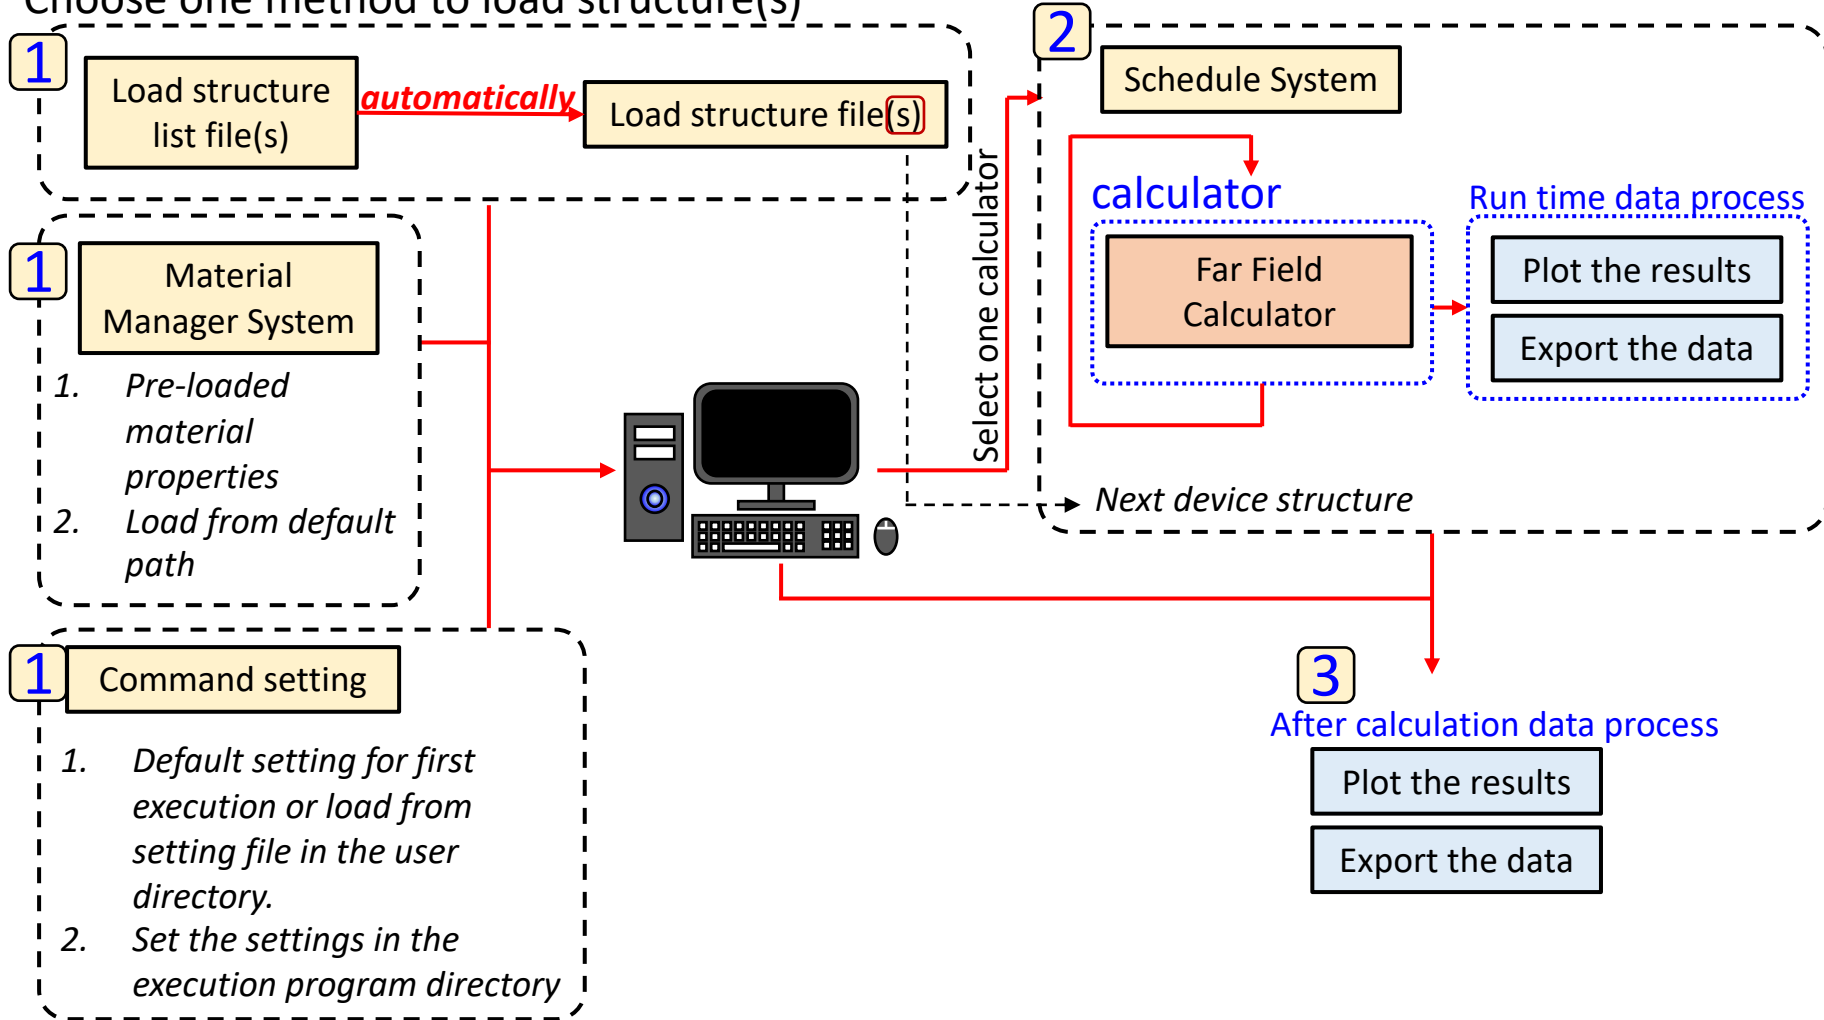 Choose one method to load structure(s)
1
Load structure
list file(s)
automatically
Load structure file(s)
1
Material
Manager System
1. Pre-loaded
material
properties
2. Load from default
path
1
Command setting
1. Default setting for first
execution or load from
setting file in the user
directory.
2. Set the settings in the
execution program directory
Select one calculator
2
Schedule System
calculator
Far Field
Calculator
Run time data process
Plot the results
Export the data
Next device structure
3
After calculation data process
Plot the results
Export the data